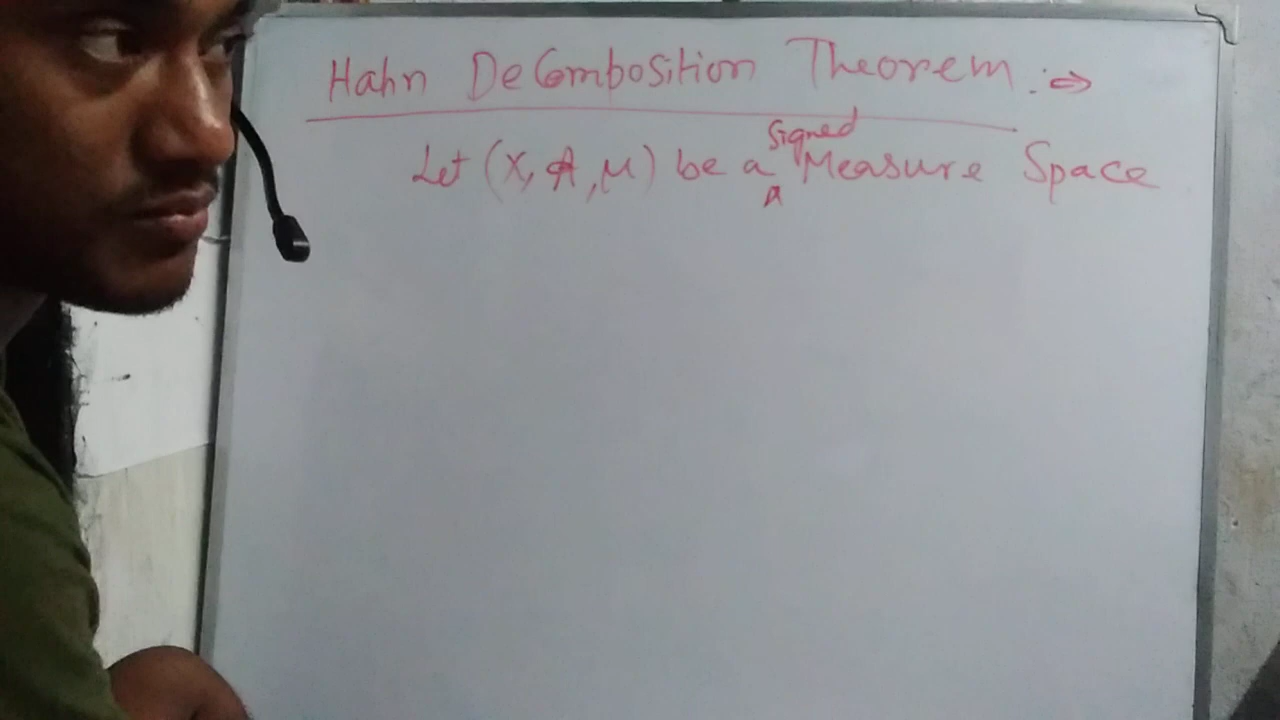 Hahn DeComposition Theorem :⇒
Let (X, A, μ) be a signed Measure Space